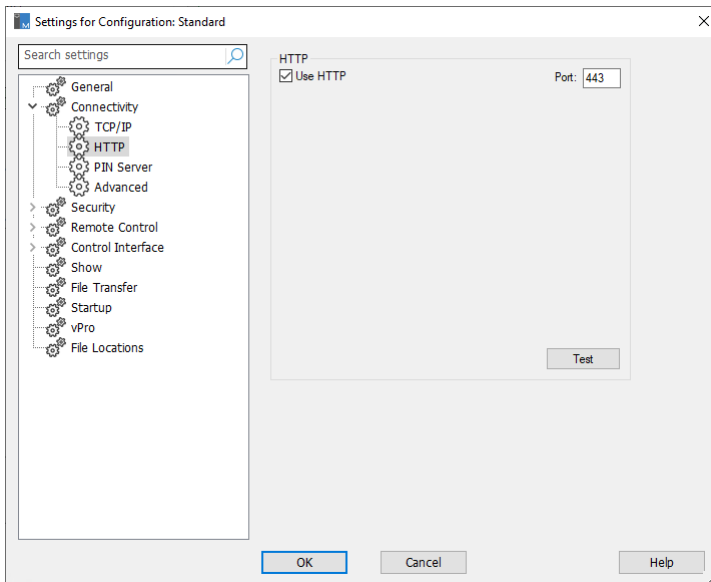 Settings for Configuration: Standard
Search settings
General
Connectivity
TCP/IP
HTTP
PIN Server
Advanced
Security
Remote Control
Control Interface
Show
File Transfer
Startup
vPro
File Locations
HTTP
Use HTTP
Port: 443
Test
OK
Cancel
Help